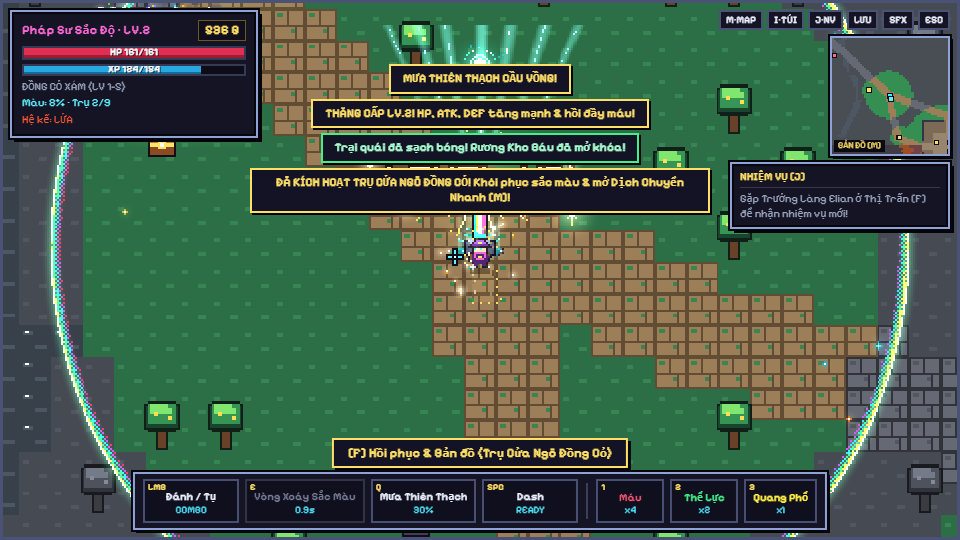 Pháp Sư Sắc Độ · LV.8
936 G
HP 161/161
XP 184/184
ĐỒNG CỎ XÁM (LV 1-5)
Màu: 8% · Trụ 2/9
Hệ kế: LỬA
M·MAP
I·TÚI
J·NV
LƯU
SFX
ESC
MƯA THIÊN THẠCH CẦU VỒNG!
THĂNG CẤP LV.8! HP, ATK, DEF tăng mạnh & hồi đầy máu!
Trại quái đã sạch bóng! Rương Kho Báu đã mở khóa!
ĐÃ KÍCH HOẠT TRỤ CỬA NGÕ ĐỒNG CỎ! Khôi phục sắc màu & mở Dịch Chuyển
Nhanh (M)!
BẢN ĐỒ (M)
NHIỆM VỤ (J)
Gặp Trưởng Làng Elian ở Thị Trấn (F)
để nhận nhiệm vụ mới!
(F) Hồi phục & Bản đồ (Trụ Cửa Ngõ Đồng Cỏ)
LMB
Đánh / Tụ
COMBO
E
Vòng Xoáy Sắc Màu
0.9s
Q
Mưa Thiên Thạch
30%
SPC
Dash
READY
1
Máu
x4
2
Thể Lực
x2
3
Quang Phổ
x1